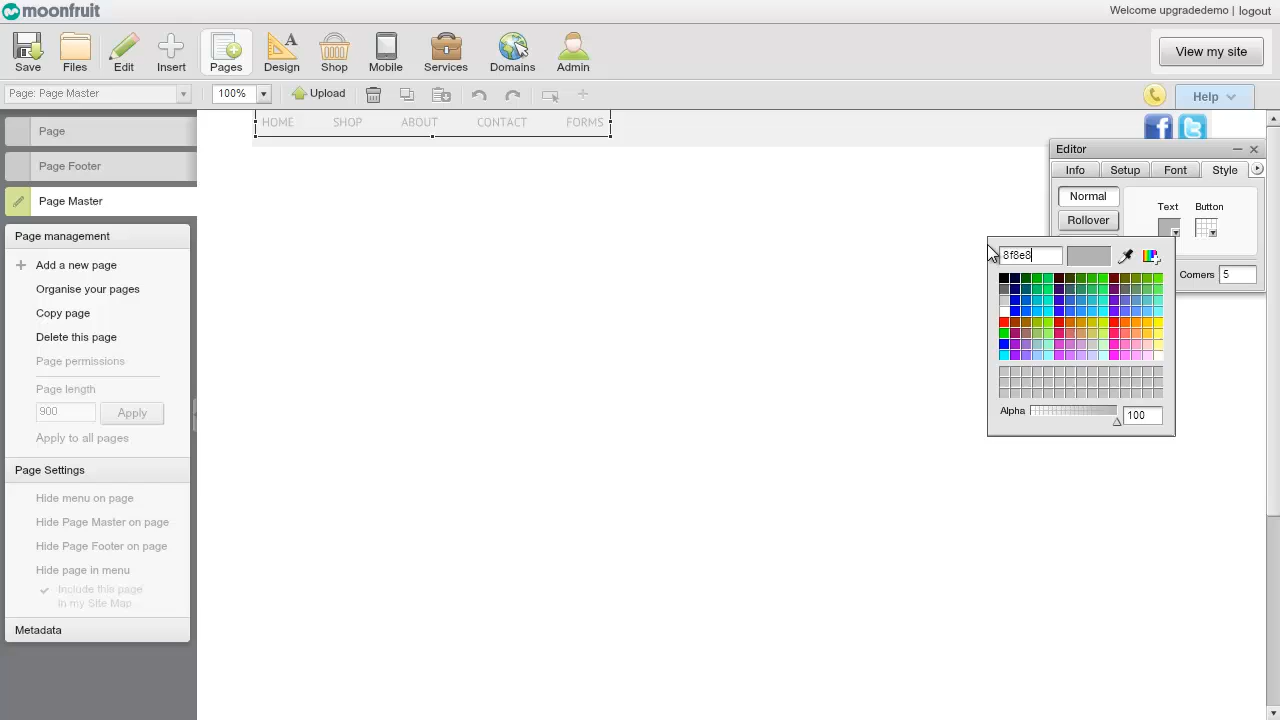 moonfruit
Welcome upgradedemo | logout
Save
Files
Edit
Insert
Pages
Design
Shop
Mobile
Services
Domains
Admin
View my site
Page: Page Master
100%
Upload
Help
Page
Page Footer
Page Master
Page management
Add a new page
Organise your pages
Copy page
Delete this page
Page permissions
Page length
900
Apply
Apply to all pages
Page Settings
Hide menu on page
Hide Page Master on page
Hide Page Footer on page
Hide page in menu
Include this page
in my Site Map
Metadata
HOME SHOP ABOUT CONTACT FORMS
Editor
Info
Setup
Font
Style
Normal
Rollover
Text
Button
Corners
5
8f8e8
Alpha
100